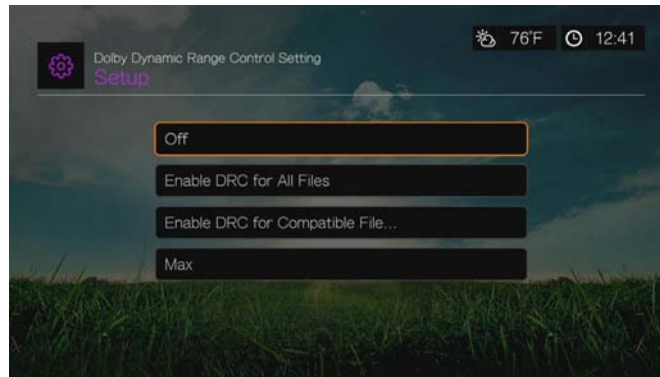 76°F 12:41
Dolby Dynamic Range Control Setting
Setup
Off
Enable DRC for All Files
Enable DRC for Compatible File...
Max